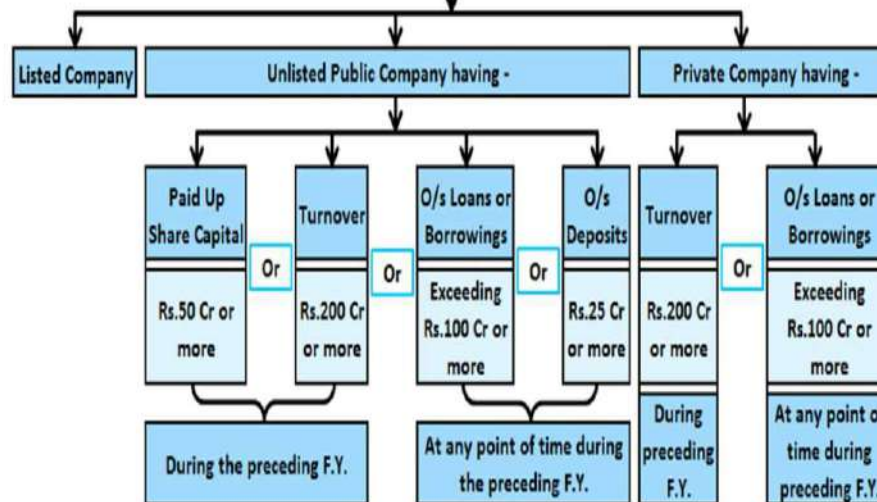 Listed Company
Unlisted Public Company having -
Private Company having -
Paid Up
Share Capital
Rs.50 Cr or
more
Or
Turnover
Rs.200 Cr
or more
Or
O/s Loans or
Borrowings
Exceeding
Rs.100 Cr or
more
Or
O/s
Deposits
Rs.25 Cr
or more
Turnover
Rs.200 Cr
or more
Or
O/s Loans or
Borrowings
Exceeding
Rs.100 Cr or
more
During the preceding F.Y.
At any point of time during
the preceding F.Y.
During
preceding
F.Y.
At any point o
time during
preceding F.Y